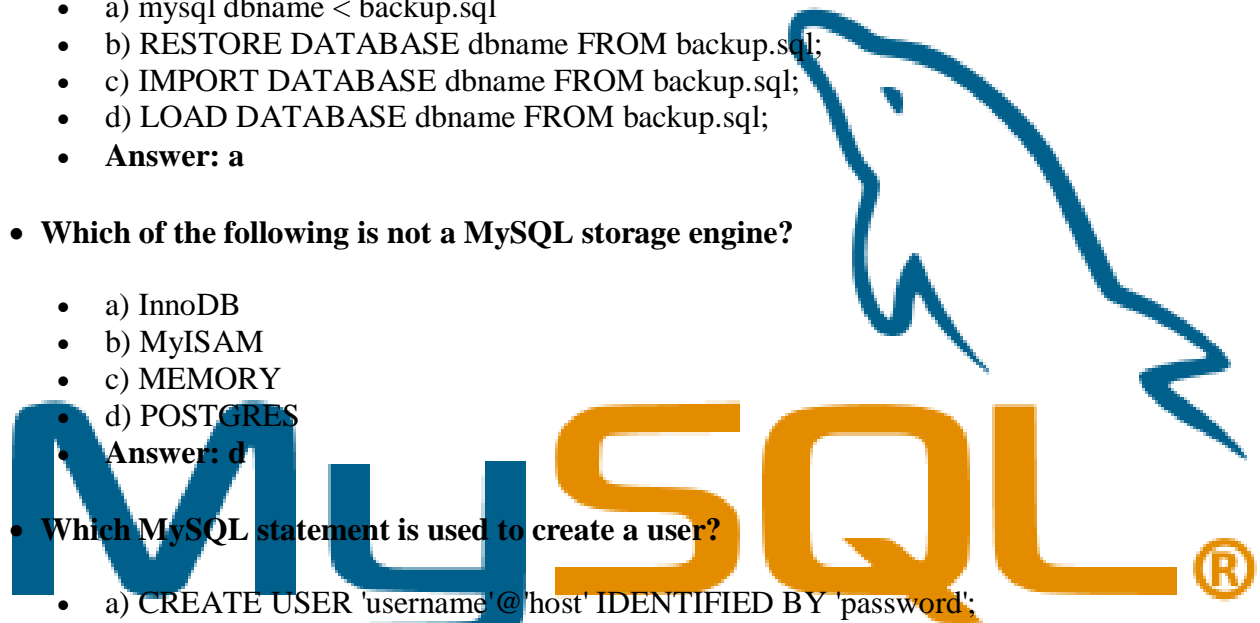 • a) mysql dbname < backup.sql
• b) RESTORE DATABASE dbname FROM backup.sql;
• c) IMPORT DATABASE dbname FROM backup.sql;
• d) LOAD DATABASE dbname FROM backup.sql;
• Answer: a
• Which of the following is not a MySQL storage engine?
• a) InnoDB
• b) MyISAM
• c) MEMORY
• d) POSTGRES
• Answer: d
MySQL®
• Which MySQL statement is used to create a user?
• a) CREATE USER 'username'@'host' IDENTIFIED BY 'password';